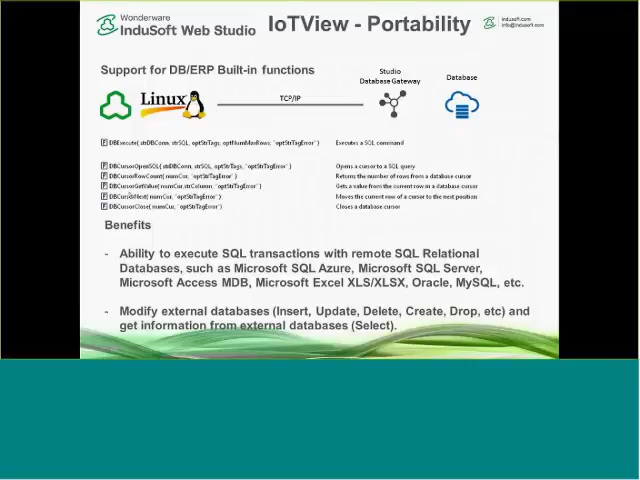 Wonderware
InduSoft Web Studio
IoTView - Portability
indusoft.com
info@indusoft.com
Support for DB/ERP Built-in functions
Linux
TCP/IP
Studio
Database Gateway
Database
DBExecute( strDBConn, strSQL, optStrTags, optNumMaxRows, "optStrTagError" ) Executes a SQL command
DBCursorOpenSQL( strDBConn, strSQL, optStrTags, "optStrTagError" ) Opens a cursor to a SQL query
DBCursorRowCount( numCur, "optStrTagError" ) Returns the number of rows from a database cursor
DBCursorGetValue( numCur, strColumn, "optStrTagError" ) Gets a value from the current row in a database cursor
DBCursorNext( numCur, "optStrTagError" ) Moves the current row of a cursor to the next position
DBCursorClose( numCur, "optStrTagError") Closes a database cursor
Benefits
- Ability to execute SQL transactions with remote SQL Relational
Databases, such as Microsoft SQL Azure, Microsoft SQL Server,
Microsoft Access MDB, Microsoft Excel XLS/XLSX, Oracle, MySQL, etc.
- Modify external databases (Insert, Update, Delete, Create, Drop, etc) and
get information from external databases (Select).